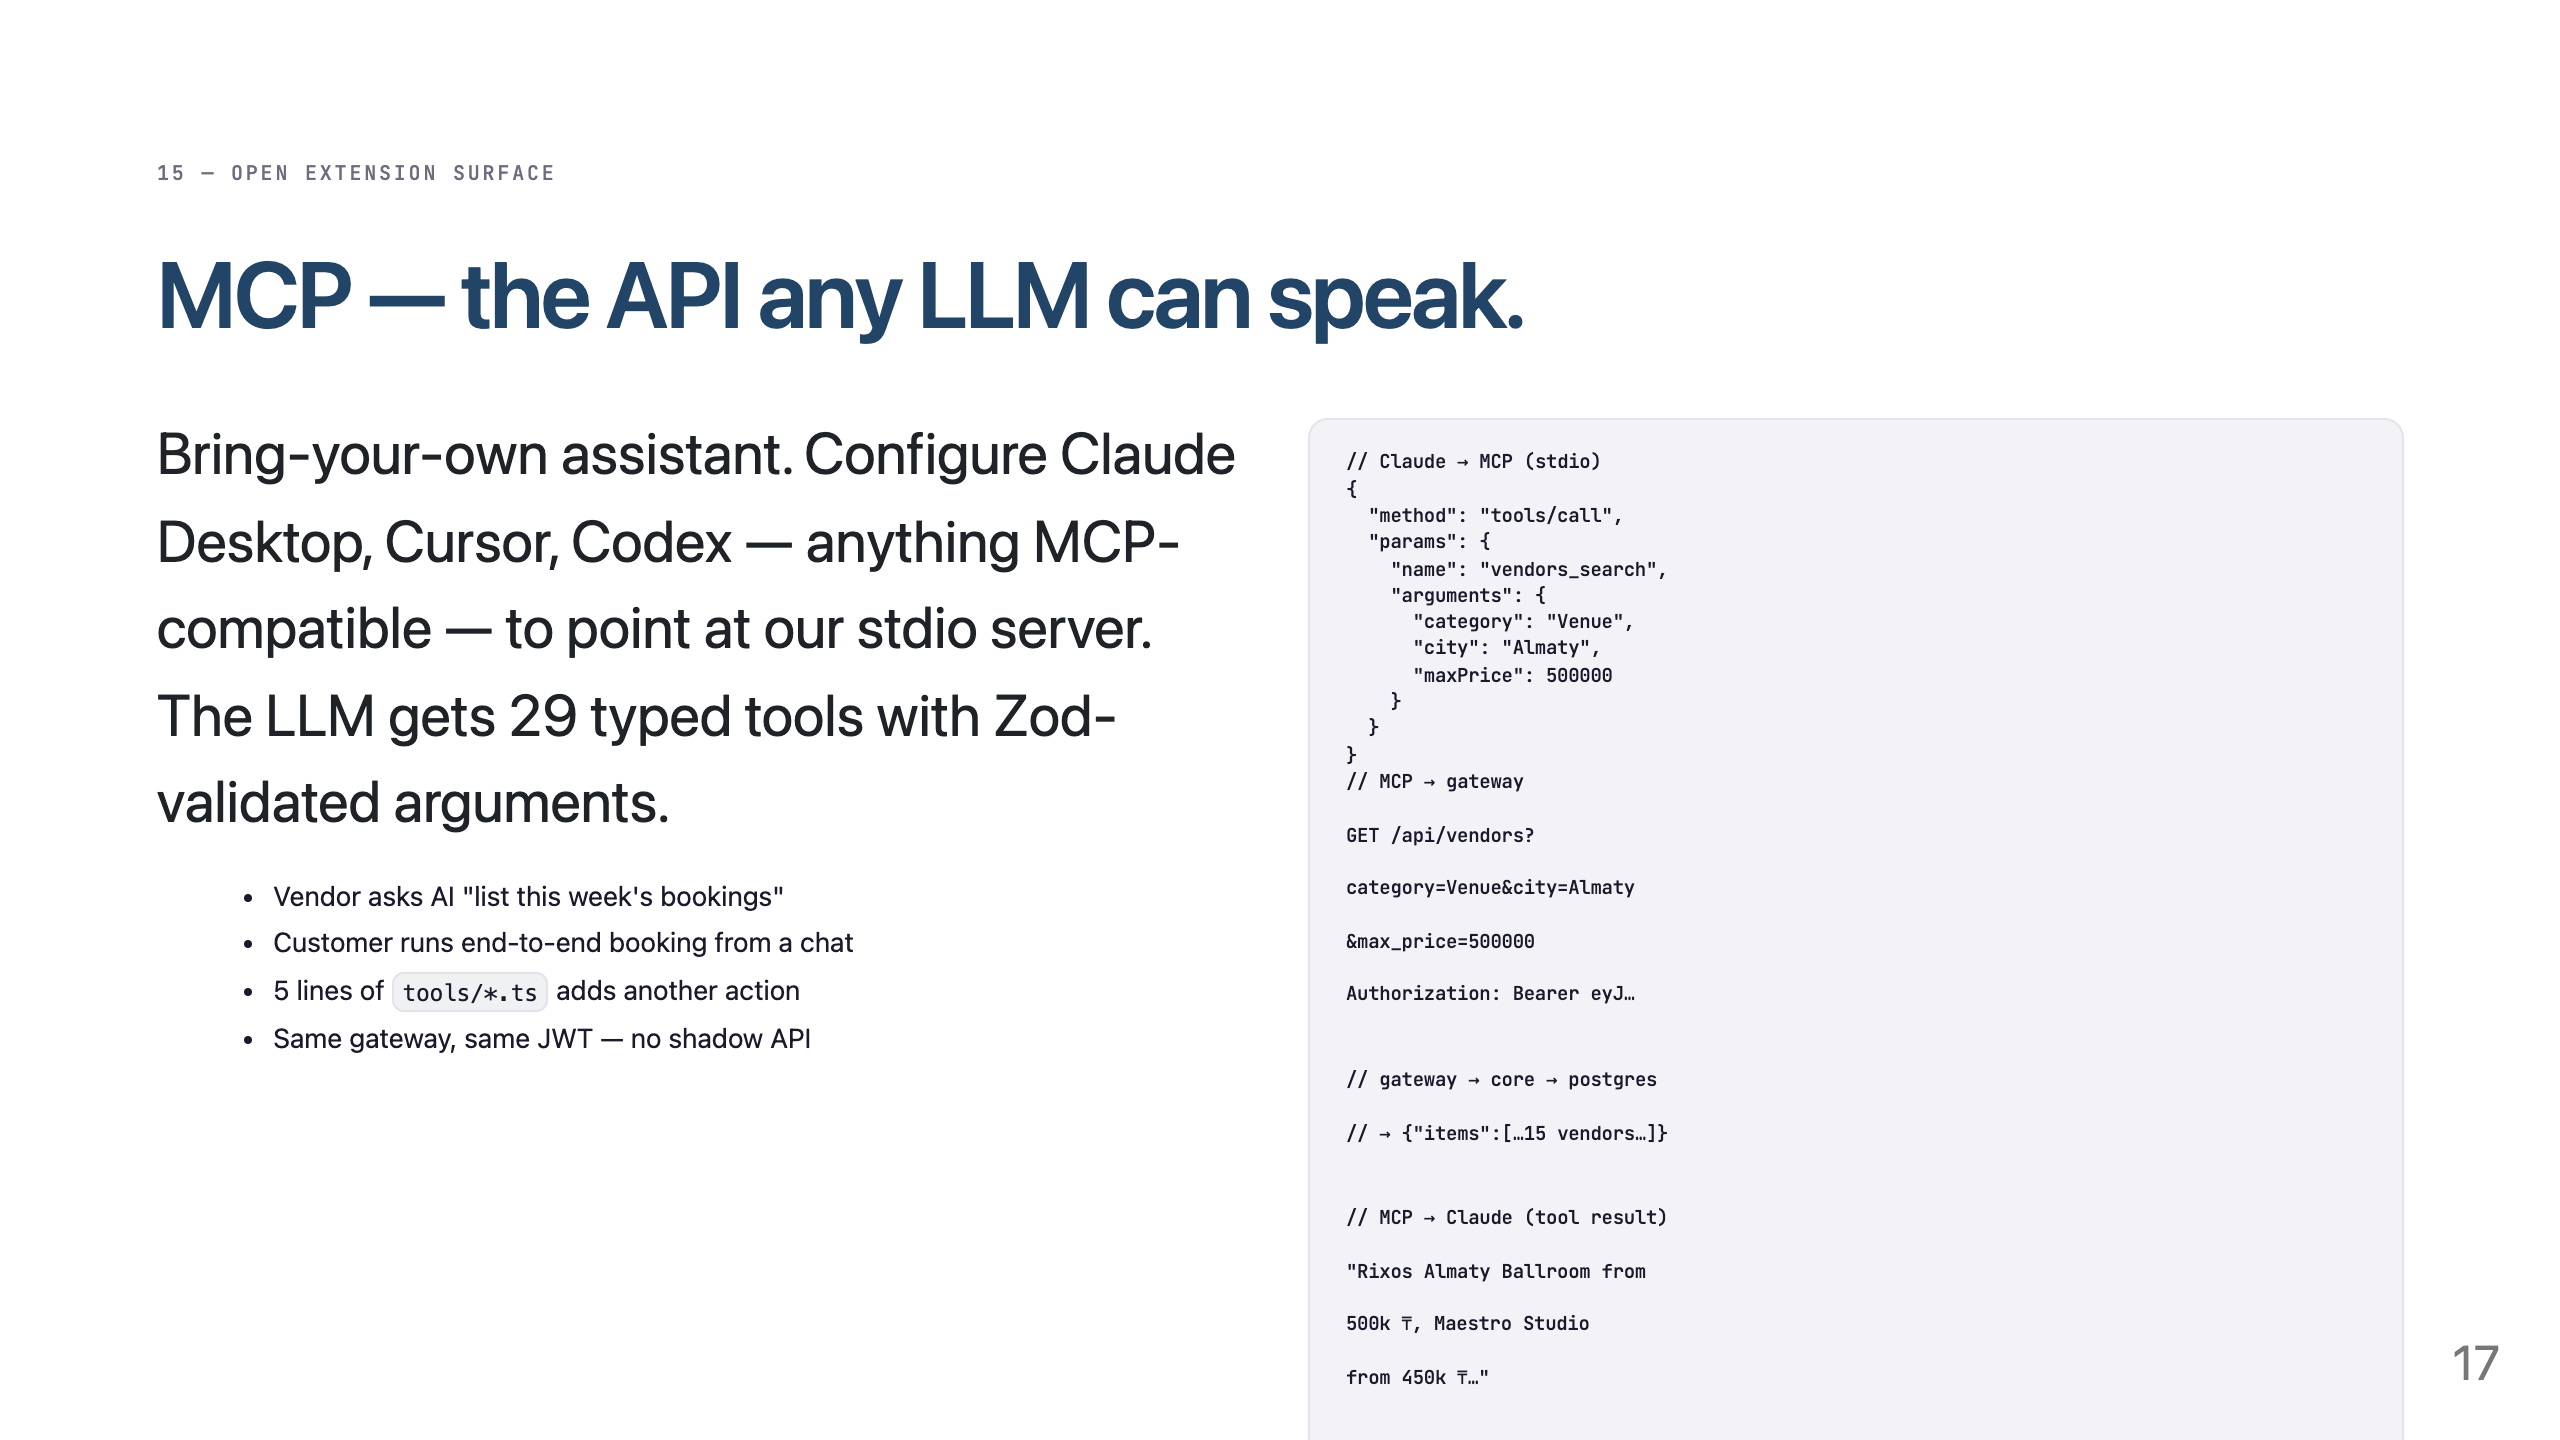 15 — OPEN EXTENSION SURFACE
MCP — the API any LLM can speak.
Bring-your-own assistant. Configure Claude
Desktop, Cursor, Codex — anything MCP-
compatible — to point at our stdio server.
The LLM gets 29 typed tools with Zod-
validated arguments.
• Vendor asks AI "list this week's bookings"
• Customer runs end-to-end booking from a chat
• 5 lines of tools/*.ts adds another action
• Same gateway, same JWT — no shadow API
// Claude → MCP (stdio)
{
  "method": "tools/call",
  "params": {
    "name": "vendors_search",
    "arguments": {
      "category": "Venue",
      "city": "Almaty",
      "maxPrice": 500000
    }
  }
}
// MCP → gateway
GET /api/vendors?
category=Venue&city=Almaty
&max_price=500000
Authorization: Bearer eyJ…
// gateway → core → postgres
// → {"items":[…15 vendors…]}
// MCP → Claude (tool result)
"Rixos Almaty Ballroom from
500k ₸, Maestro Studio
from 450k ₸…"
17